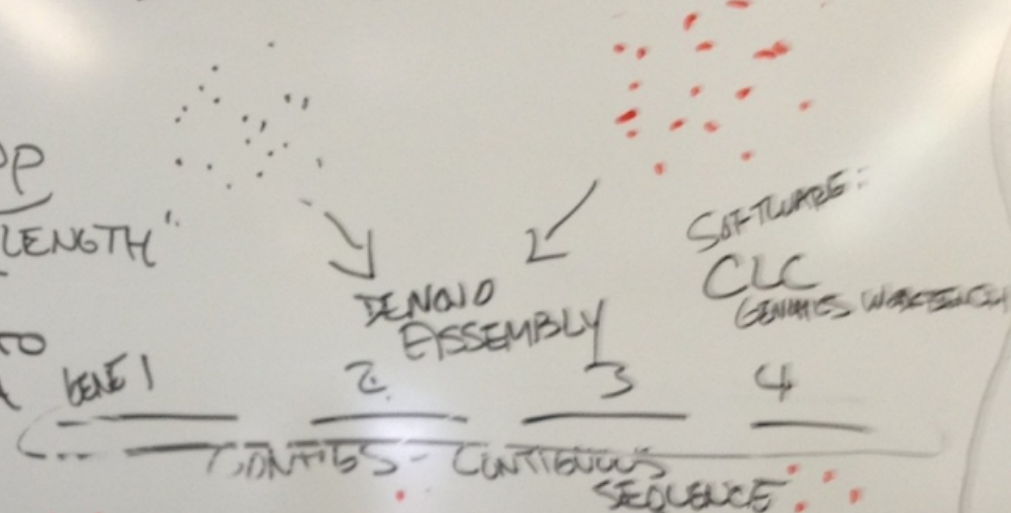 LENGTH"
SOFTWARE:
CLC
GENOMICS WORKBENCH
DENOVO
ASSEMBLY
GENE 1 2 3 4
CONTIGS - CONTIGUOUS
SEQUENCE